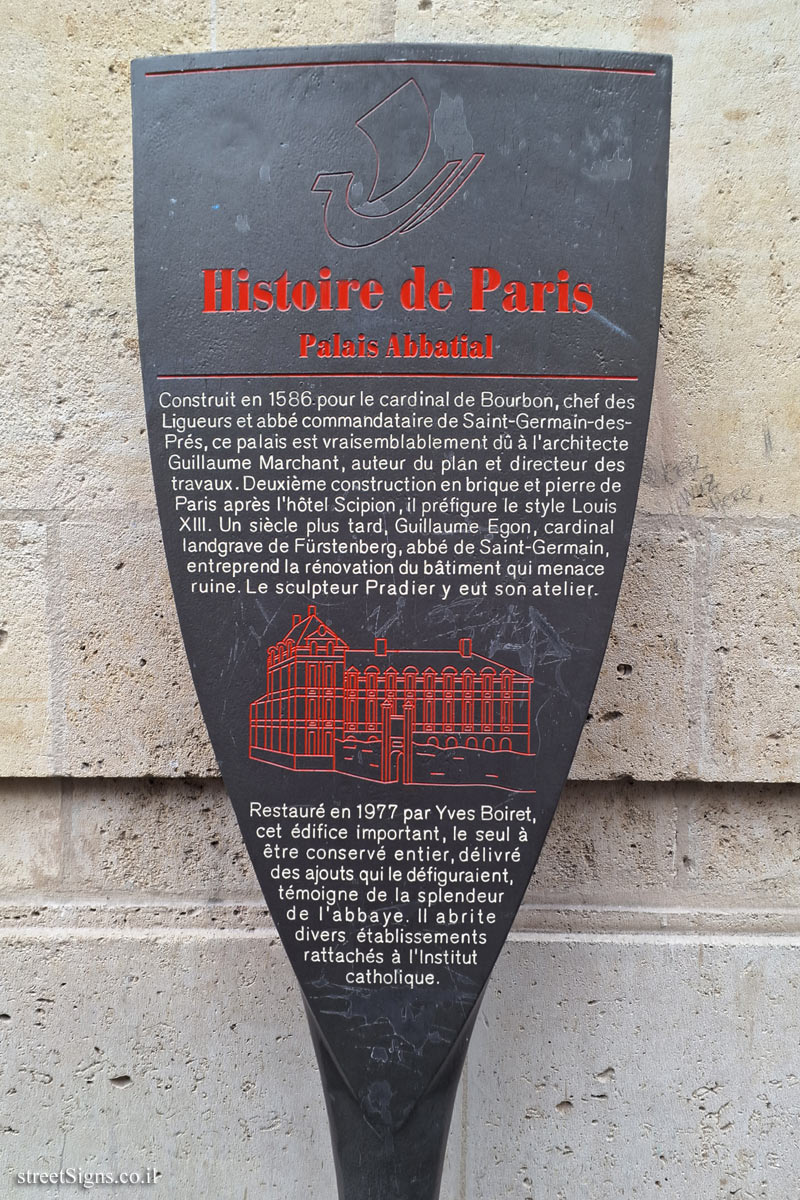 Histoire de Paris
Palais Abbatial
Construit en 1586 pour le cardinal de Bourbon, chef des
Ligueurs et abbé commandataire de Saint-Germain-des-
Prés, ce palais est vraisemblablement dû à l'architecte
Guillaume Marchant, auteur du plan et directeur des
travaux. Deuxième construction en brique et pierre de
Paris après l'hôtel Scipion, il préfigure le style Louis
XIII. Un siècle plus tard, Guillaume Egon, cardinal
landgrave de Fürstenberg, abbé de Saint-Germain,
entreprend la rénovation du bâtiment qui menace
ruine. Le sculpteur Pradier y eut son atelier.
Restauré en 1977 par Yves Boiret,
cet édifice important, le seul à
être conservé entier, délivré
des ajouts qui le défiguraient,
témoigne de la splendeur
de l'abbaye. Il abrite
divers établissements
rattachés à l'Institut
catholique.
streetSigns.co.il